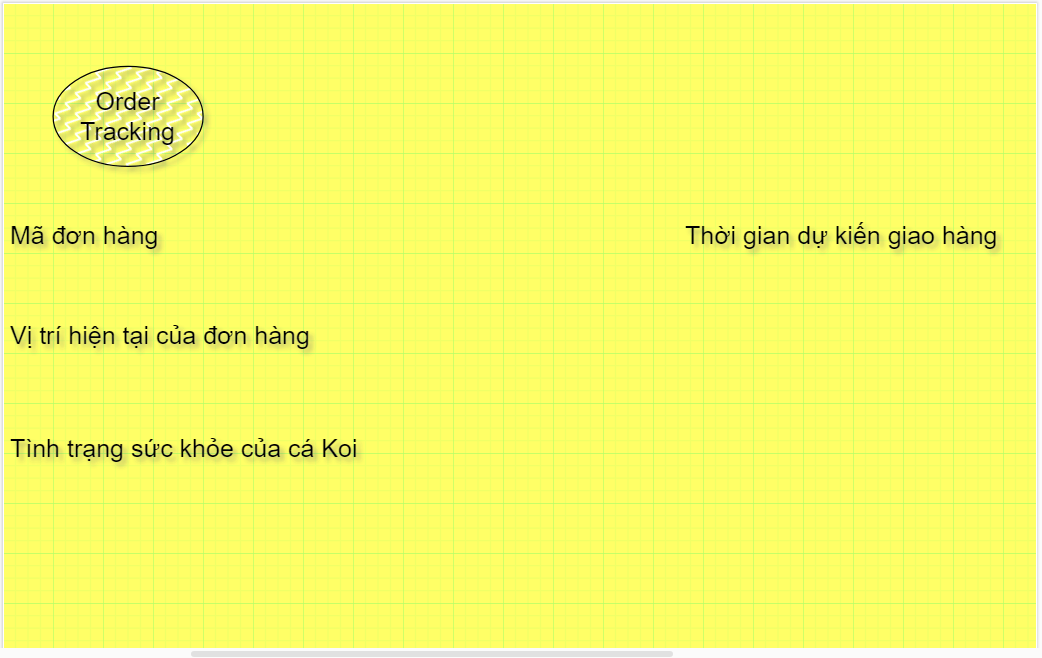 Order
Tracking
Mã đơn hàng
Thời gian dự kiến giao hàng
Vị trí hiện tại của đơn hàng
Tình trạng sức khỏe của cá Koi